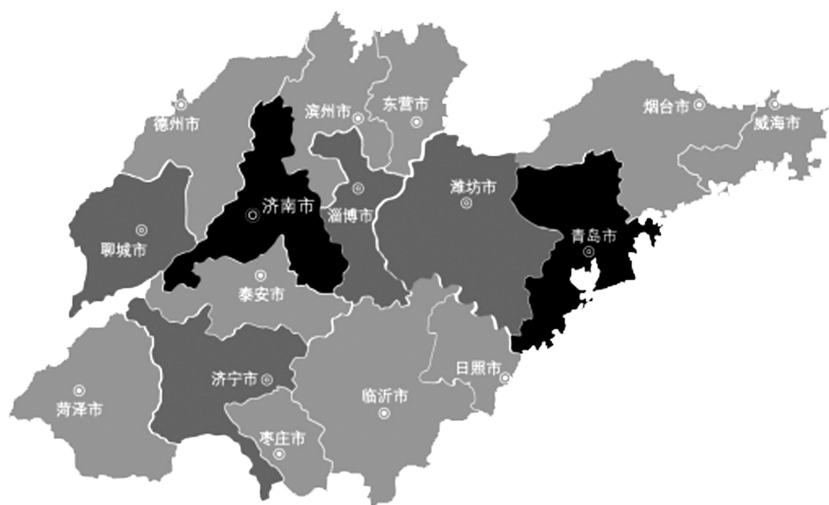 德州市
滨州市
东营市
烟台市
威海市
聊城市
济南市
淄博市
潍坊市
青岛市
泰安市
菏泽市
济宁市
枣庄市
临沂市
日照市